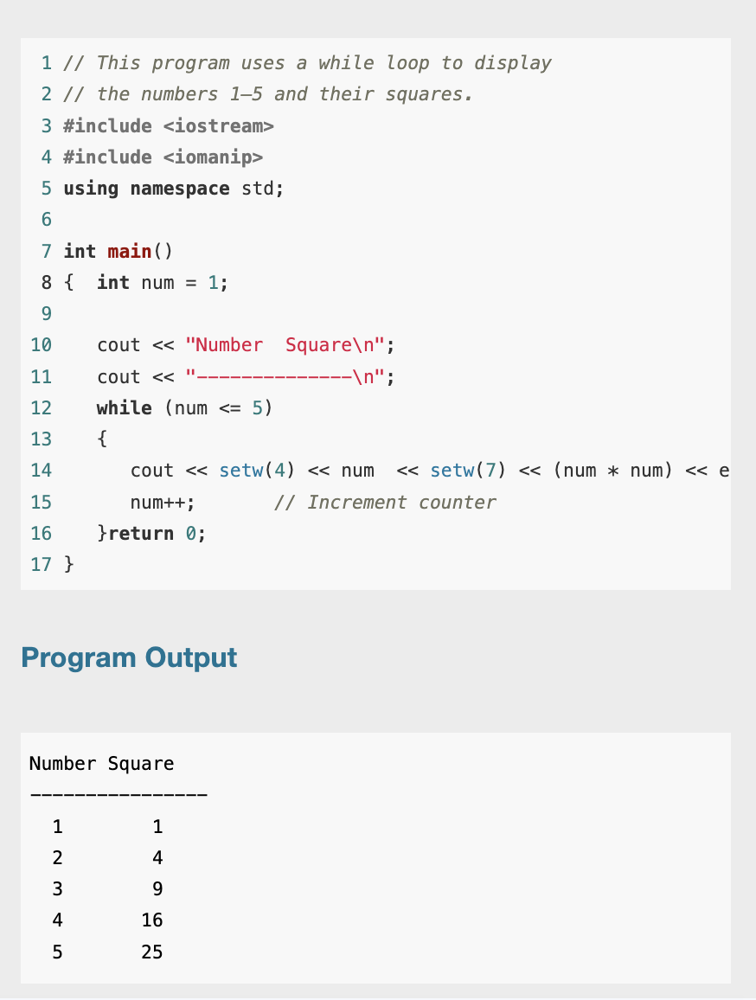 1 // This program uses a while loop to display
2 // the numbers 1–5 and their squares.
3 #include <iostream>
4 #include <iomanip>
5 using namespace std;
6
7 int main()
8 {  int num = 1;
9
10    cout << "Number  Square\n";
11    cout << "––––––––––––––\n";
12    while (num <= 5)
13    {
14       cout << setw(4) << num  << setw(7) << (num * num) << e
15       num++;       // Increment counter
16    }return 0;
17 }
Program Output
Number Square
––––––––––––––––
1        1
2        4
3        9
4       16
5       25